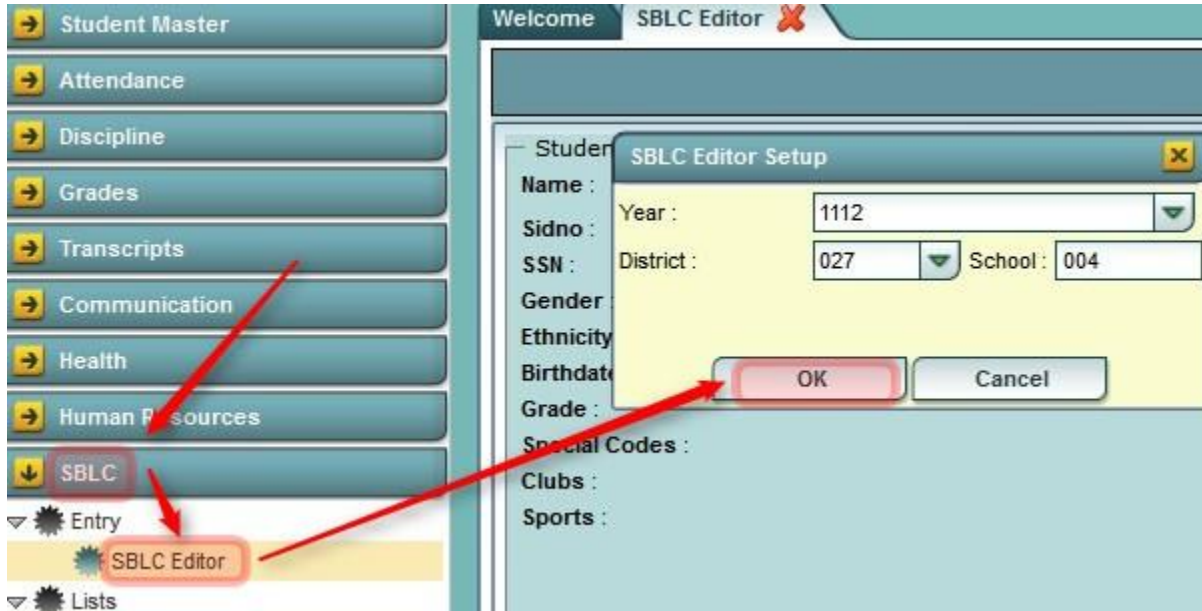 Student Master
Attendance
Discipline
Grades
Transcripts
Communication
Health
Human R sources
SBLC
Entry
SBLC Editor
Lists
Welcome
SBLC Editor
Studen
Name :
Sidno :
SSN :
Gender :
Ethnicity
Birthdate
Grade :
Special Codes :
Clubs :
Sports :
SBLC Editor Setup
Year : 1112
District : 027 School : 004
OK Cancel